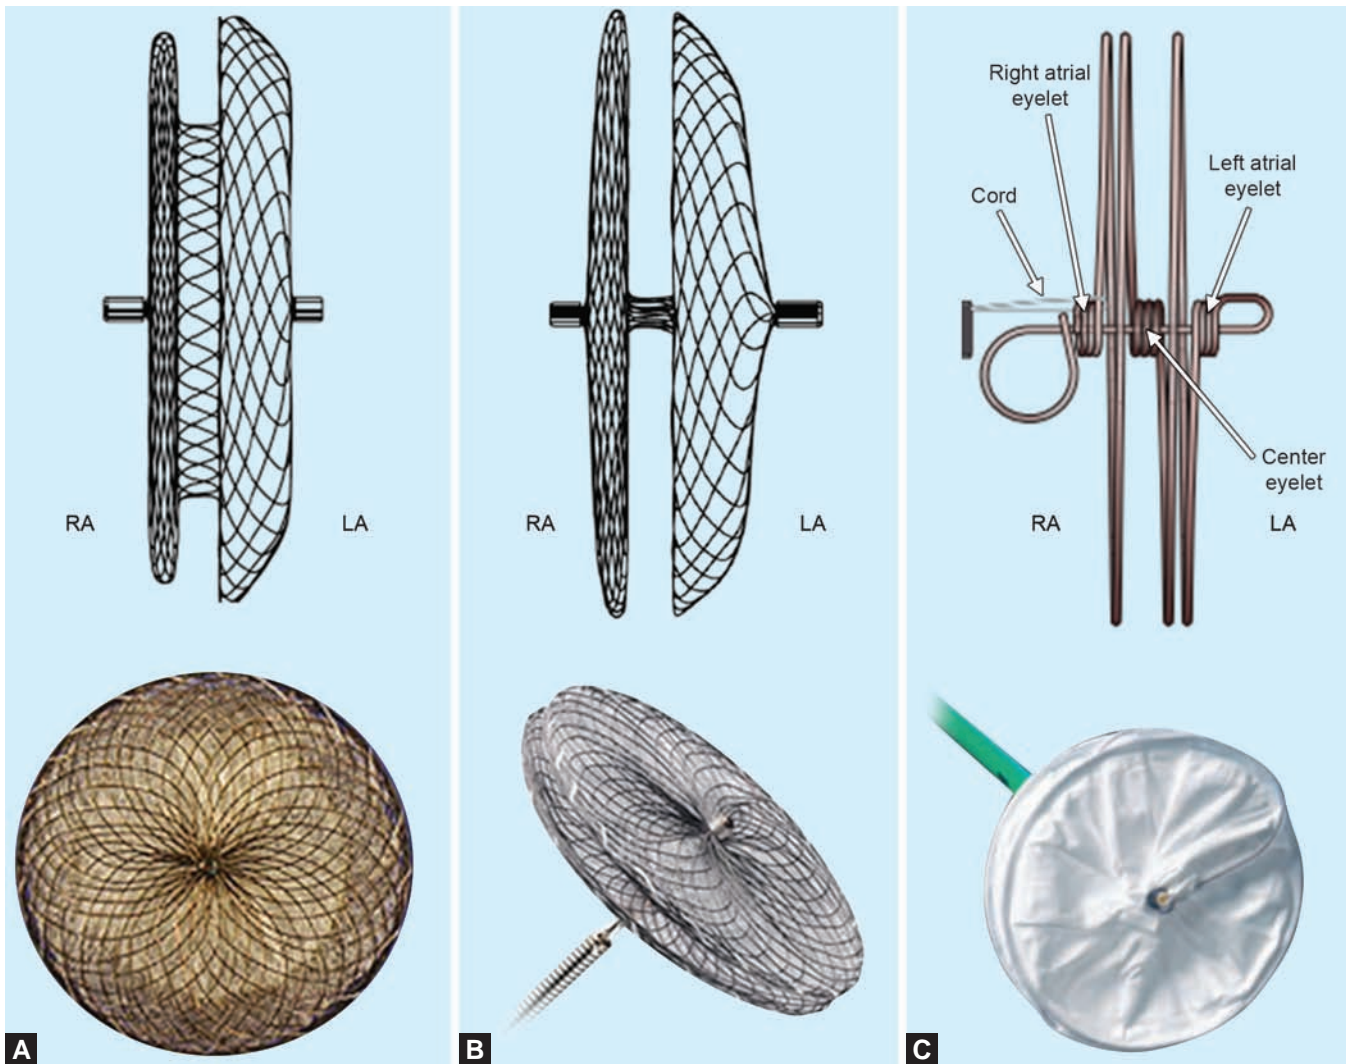 Right atrial
eyelet
Left atrial
eyelet
Cord
Center
eyelet
RA
LA
RA
LA
RA
LA
A
B
C